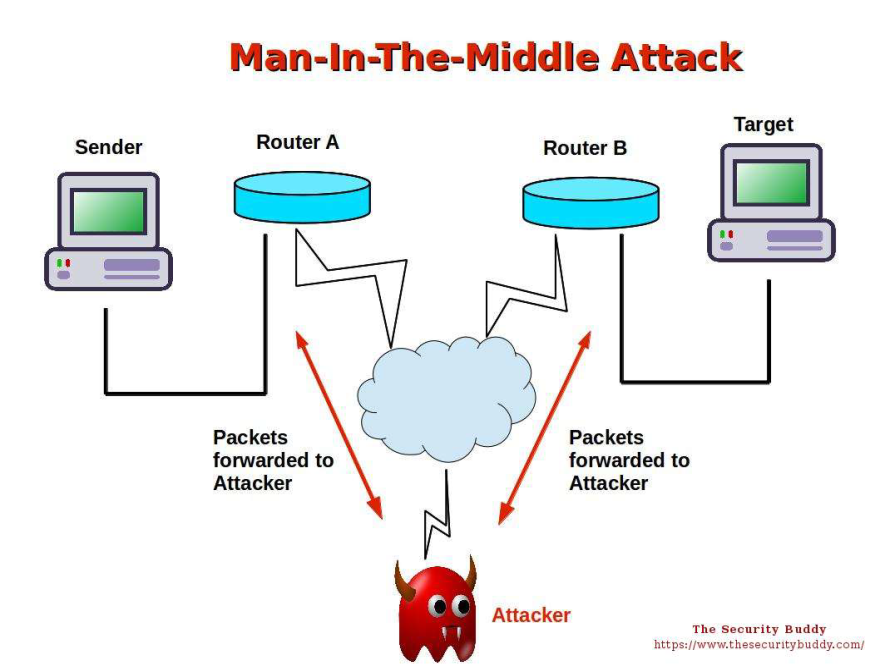 Man-In-The-Middle Attack
Sender
Router A
Router B
Target
Packets
forwarded to
Attacker
Packets
forwarded to
Attacker
Attacker
The Security Buddy
https://www.thesecuritybuddy.com/